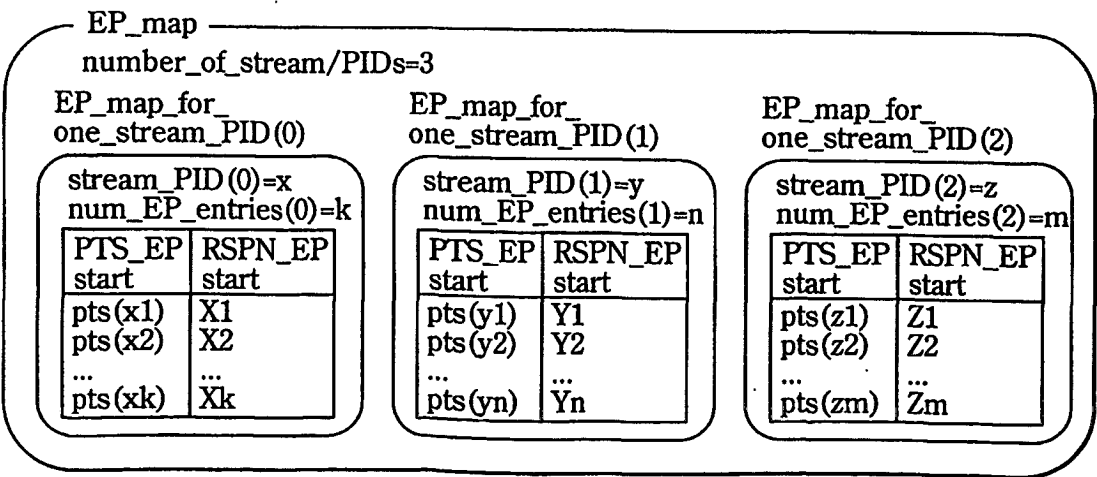 EP_map
number_of_stream/PIDs=3
EP_map_for_
one_stream_PID(0)
stream_PID(0)=x
num_EP_entries(0)=k
PTS_EP RSPN_EP
start start
pts(x1) X1
pts(x2) X2
... ...
pts(xk) Xk
EP_map_for_
one_stream_PID(1)
stream_PID(1)=y
num_EP_entries(1)=n
PTS_EP RSPN_EP
start start
pts(y1) Y1
pts(y2) Y2
... ...
pts(yn) Yn
EP_map_for_
one_stream_PID(2)
stream_PID(2)=z
num_EP_entries(2)=m
PTS_EP RSPN_EP
start start
pts(z1) Z1
pts(z2) Z2
... ...
pts(zm) Zm